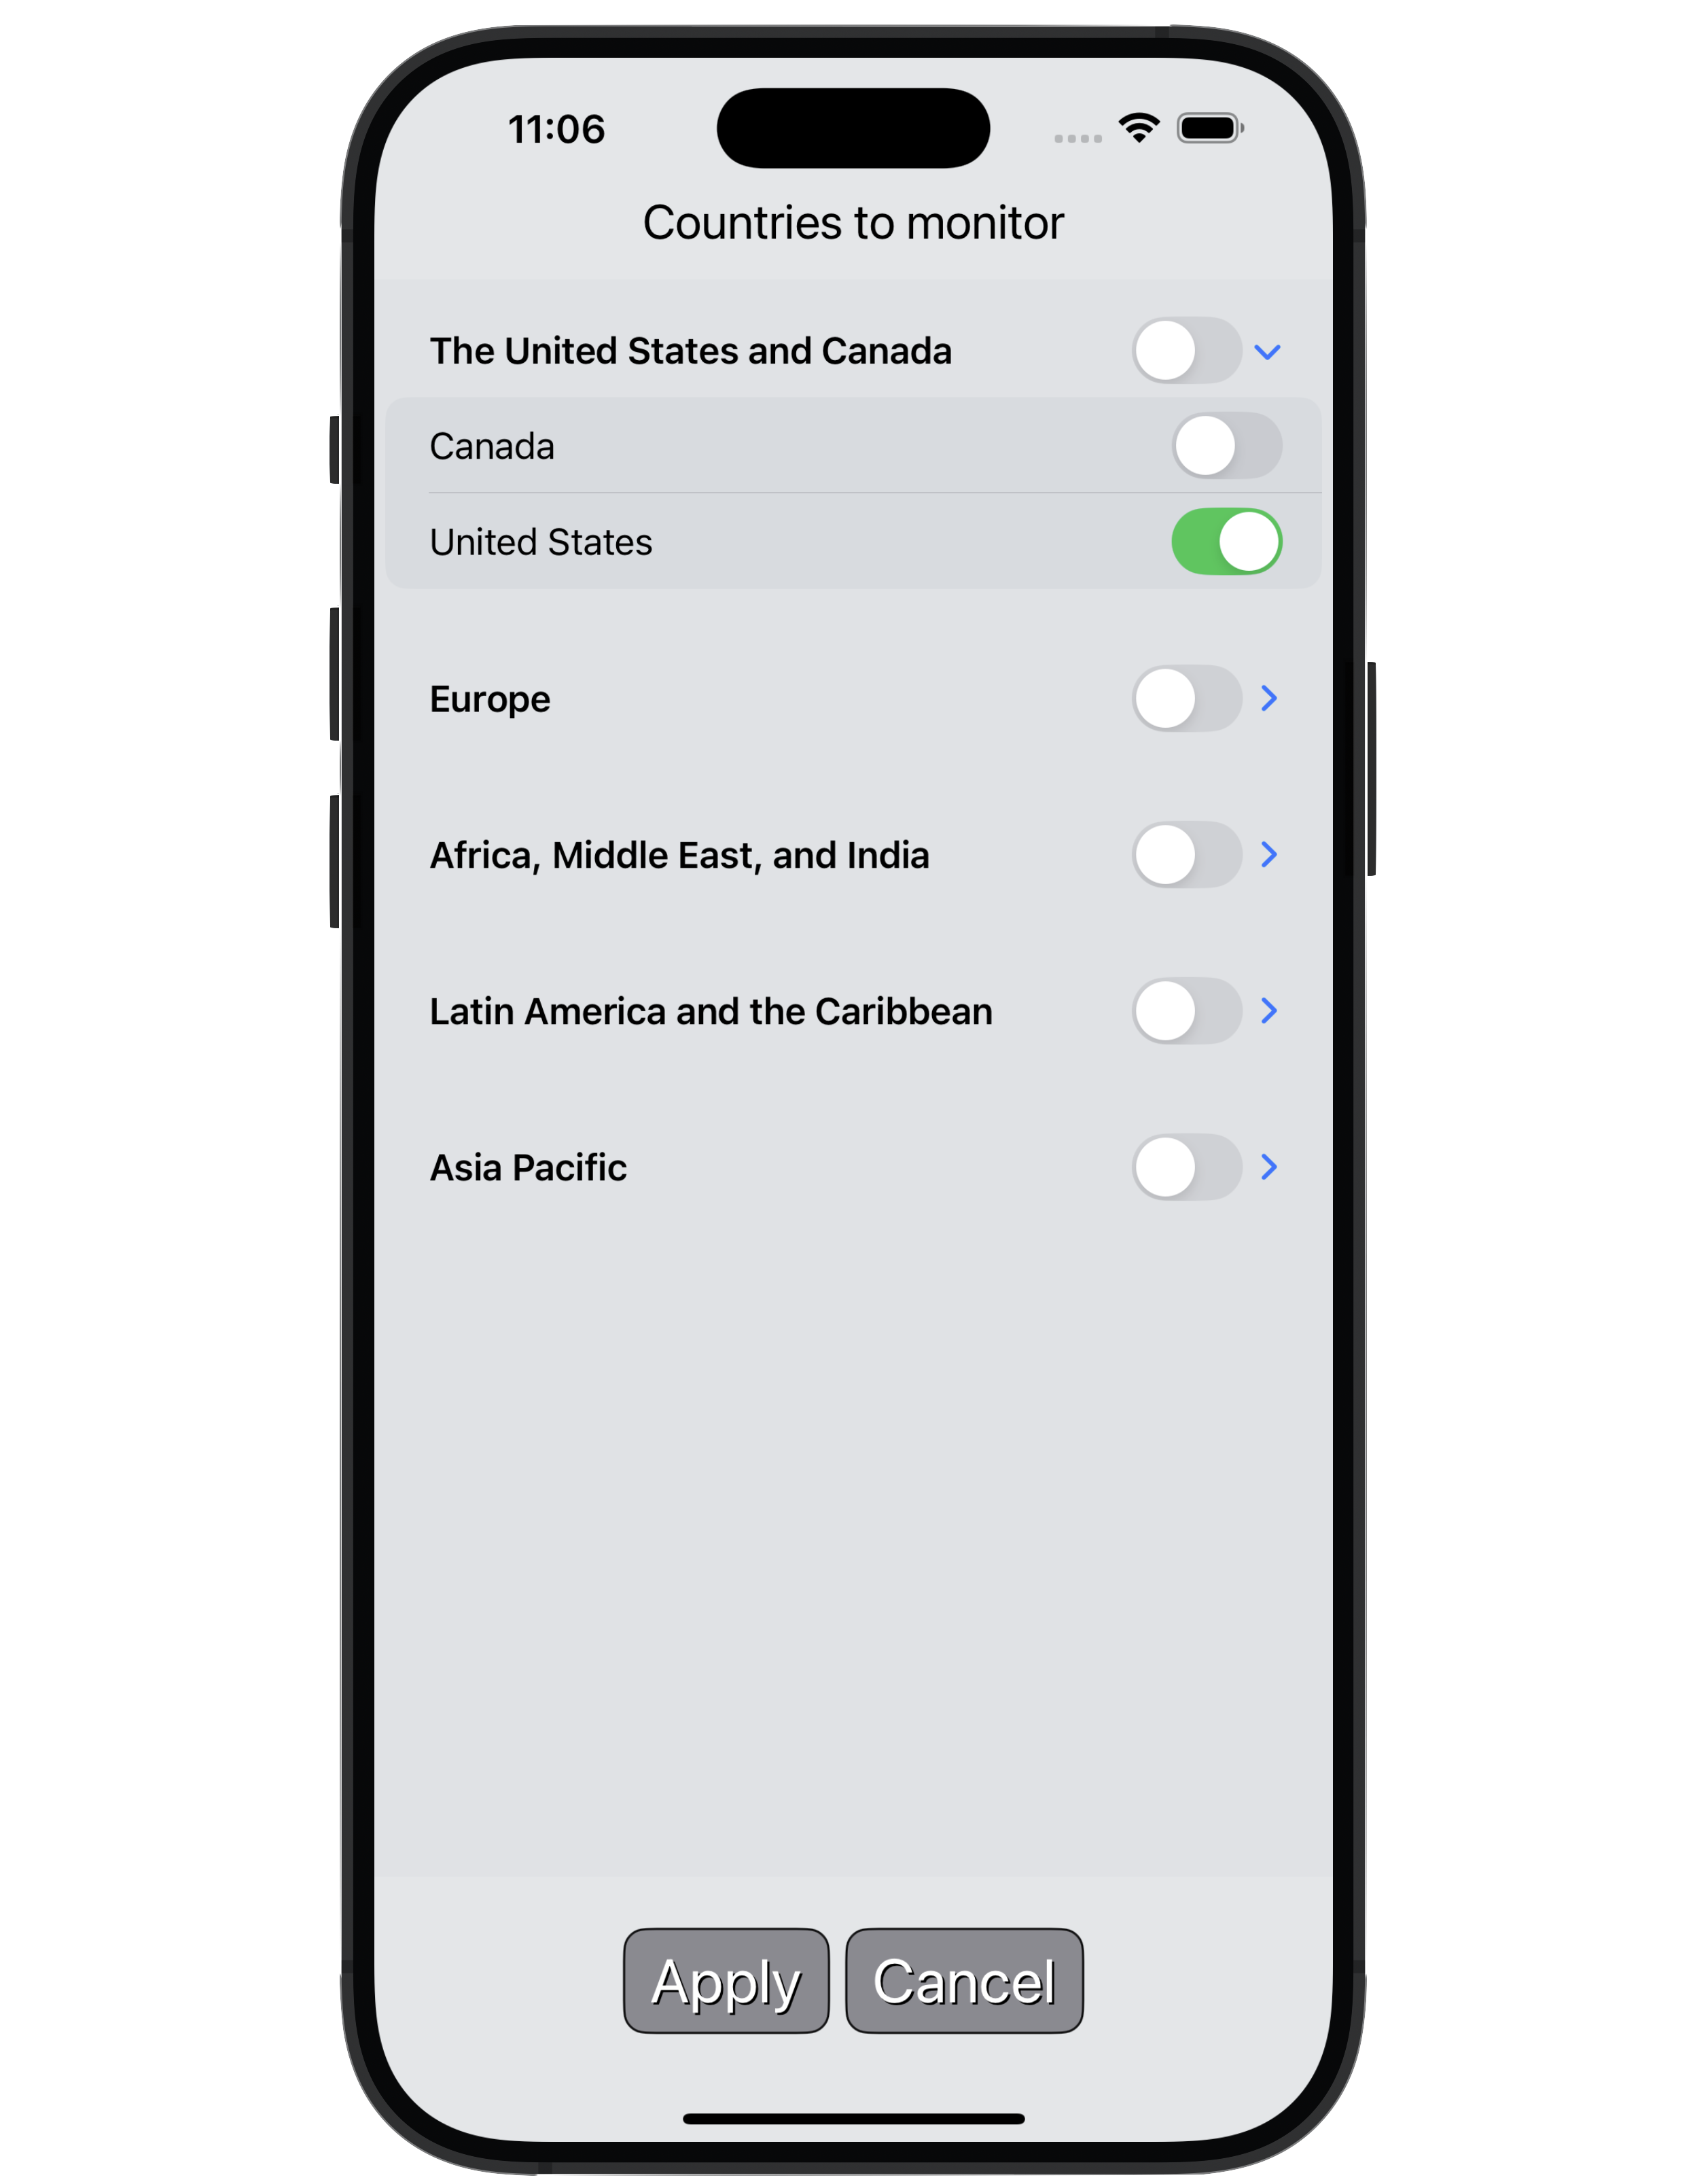 11:06
Countries to monitor
The United States and Canada
Canada
United States
Europe
Africa, Middle East, and India
Latin America and the Caribbean
Asia Pacific
Apply Cancel